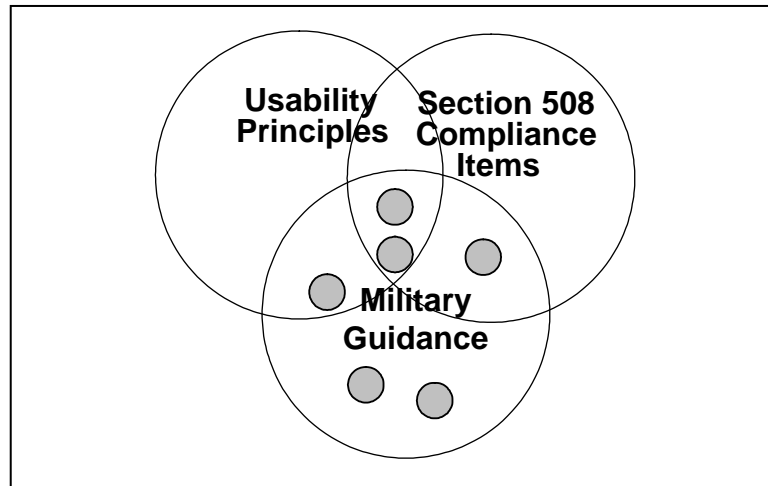 Usability
Principles
Section 508
Compliance
Items
Military
Guidance